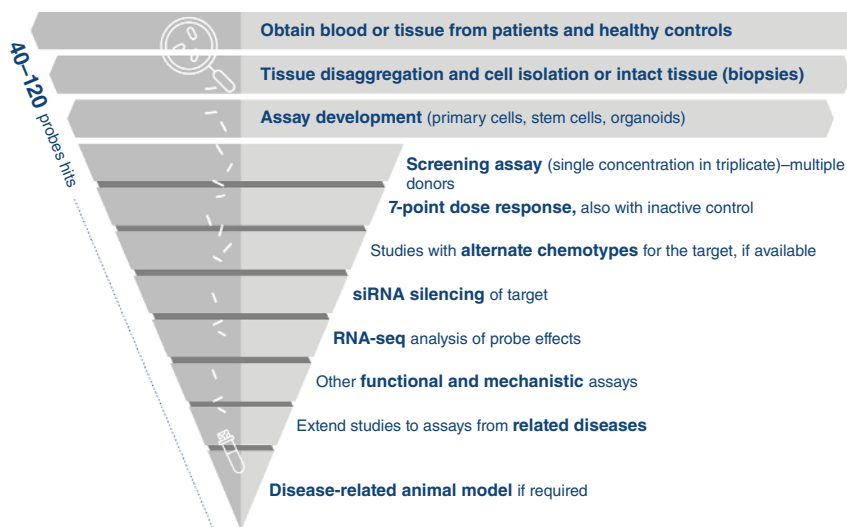 Obtain blood or tissue from patients and healthy controls
Tissue disaggregation and cell isolation or intact tissue (biopsies)
Assay development (primary cells, stem cells, organoids)
40–120 probes hits
Screening assay (single concentration in triplicate)–multiple
donors
7-point dose response, also with inactive control
Studies with alternate chemotypes for the target, if available
siRNA silencing of target
RNA-seq analysis of probe effects
Other functional and mechanistic assays
Extend studies to assays from related diseases
Disease-related animal model if required